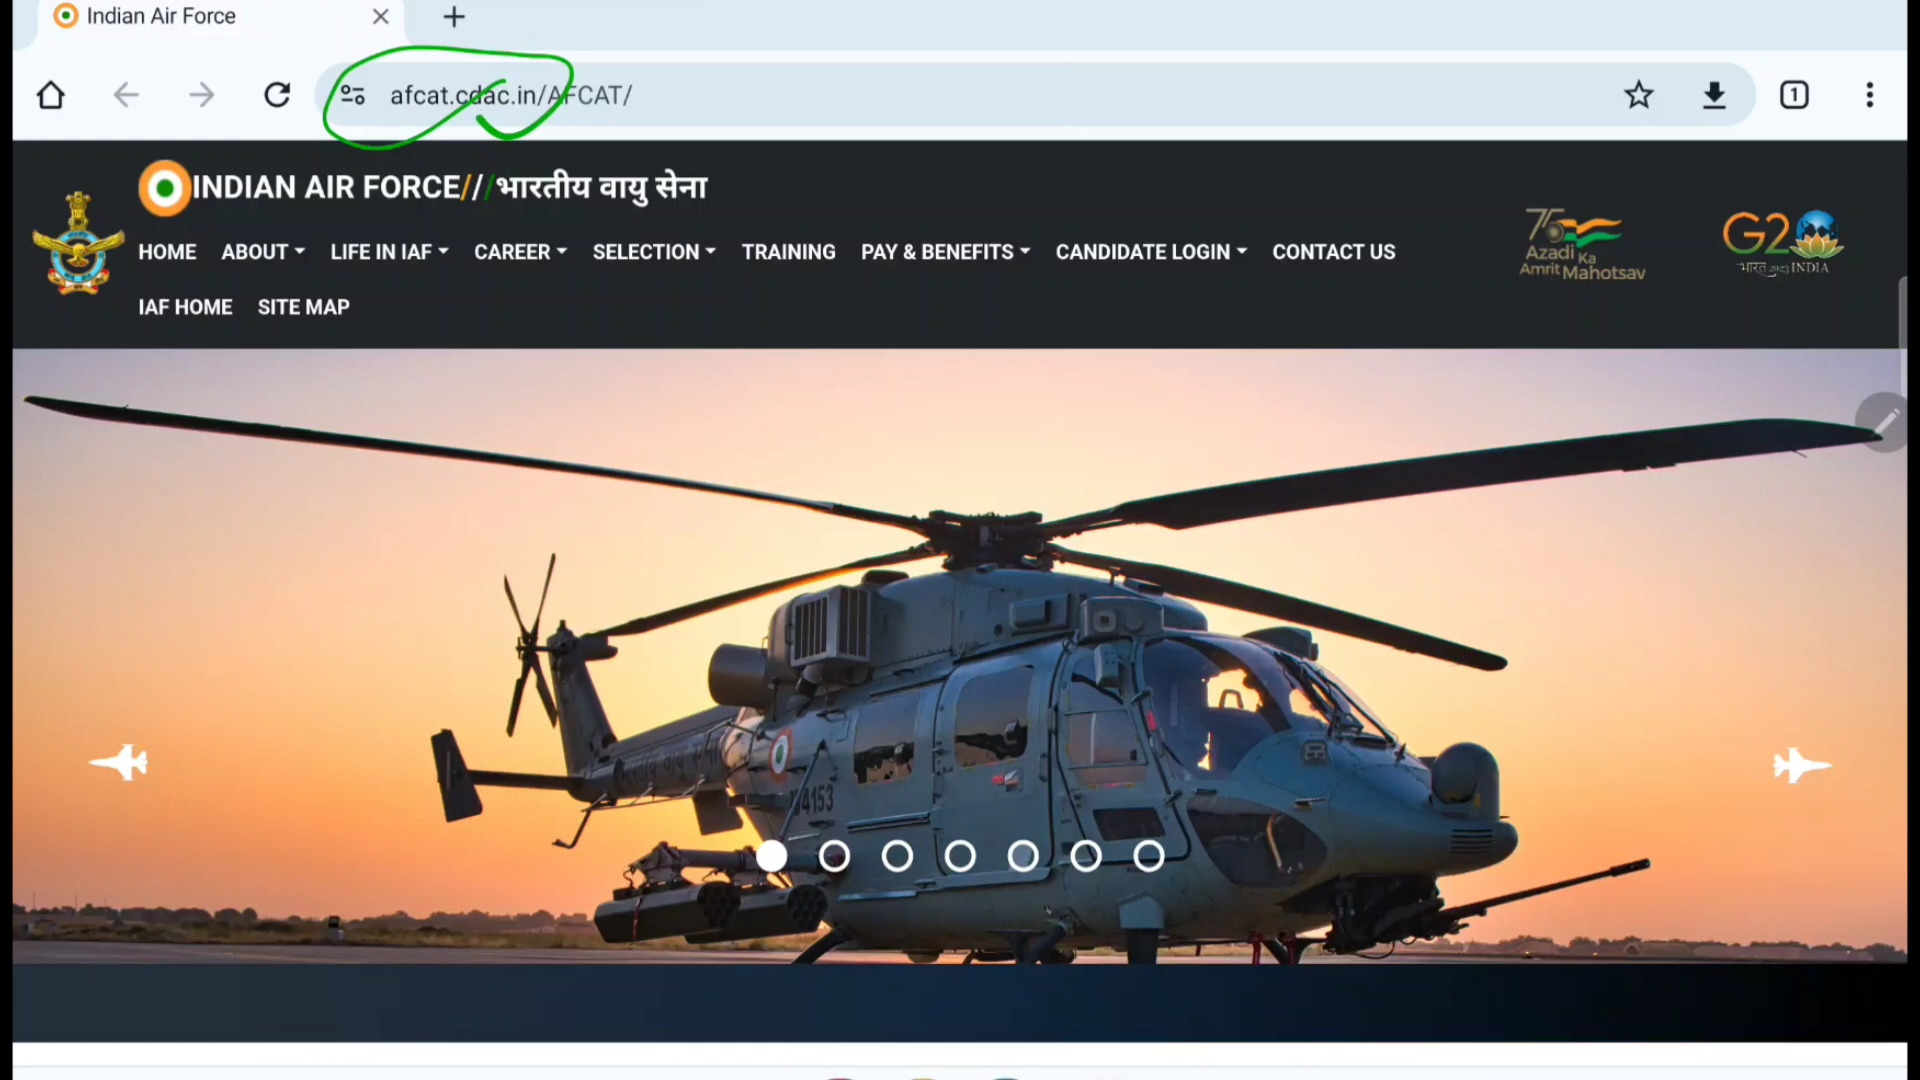 Indian Air Force
afcat.cdac.in/AFCAT/
1
INDIAN AIR FORCE///भारतीय वायु सेना
HOME ABOUT LIFE IN IAF CAREER SELECTION TRAINING PAY & BENEFITS CANDIDATE LOGIN CONTACT US
IAF HOME SITE MAP
75
Azadi Ka
Amrit Mahotsav
G20
भारत 2023 INDIA
4153